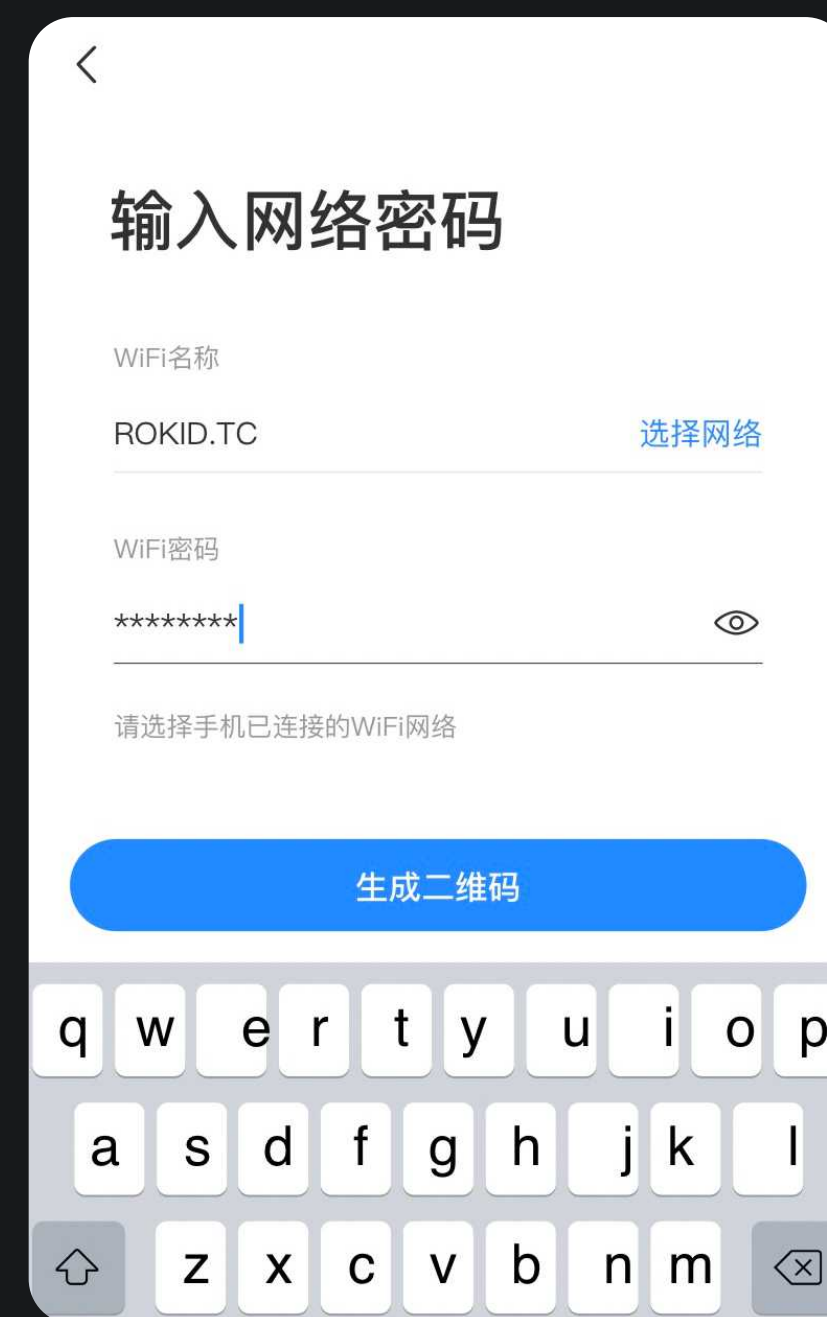 输入网络密码
WiFi名称
ROKID.TC 选择网络
WiFi密码
********
请选择手机已连接的WiFi网络
生成二维码
q w e r t y u i o p
a s d f g h j k l
z x c v b n m